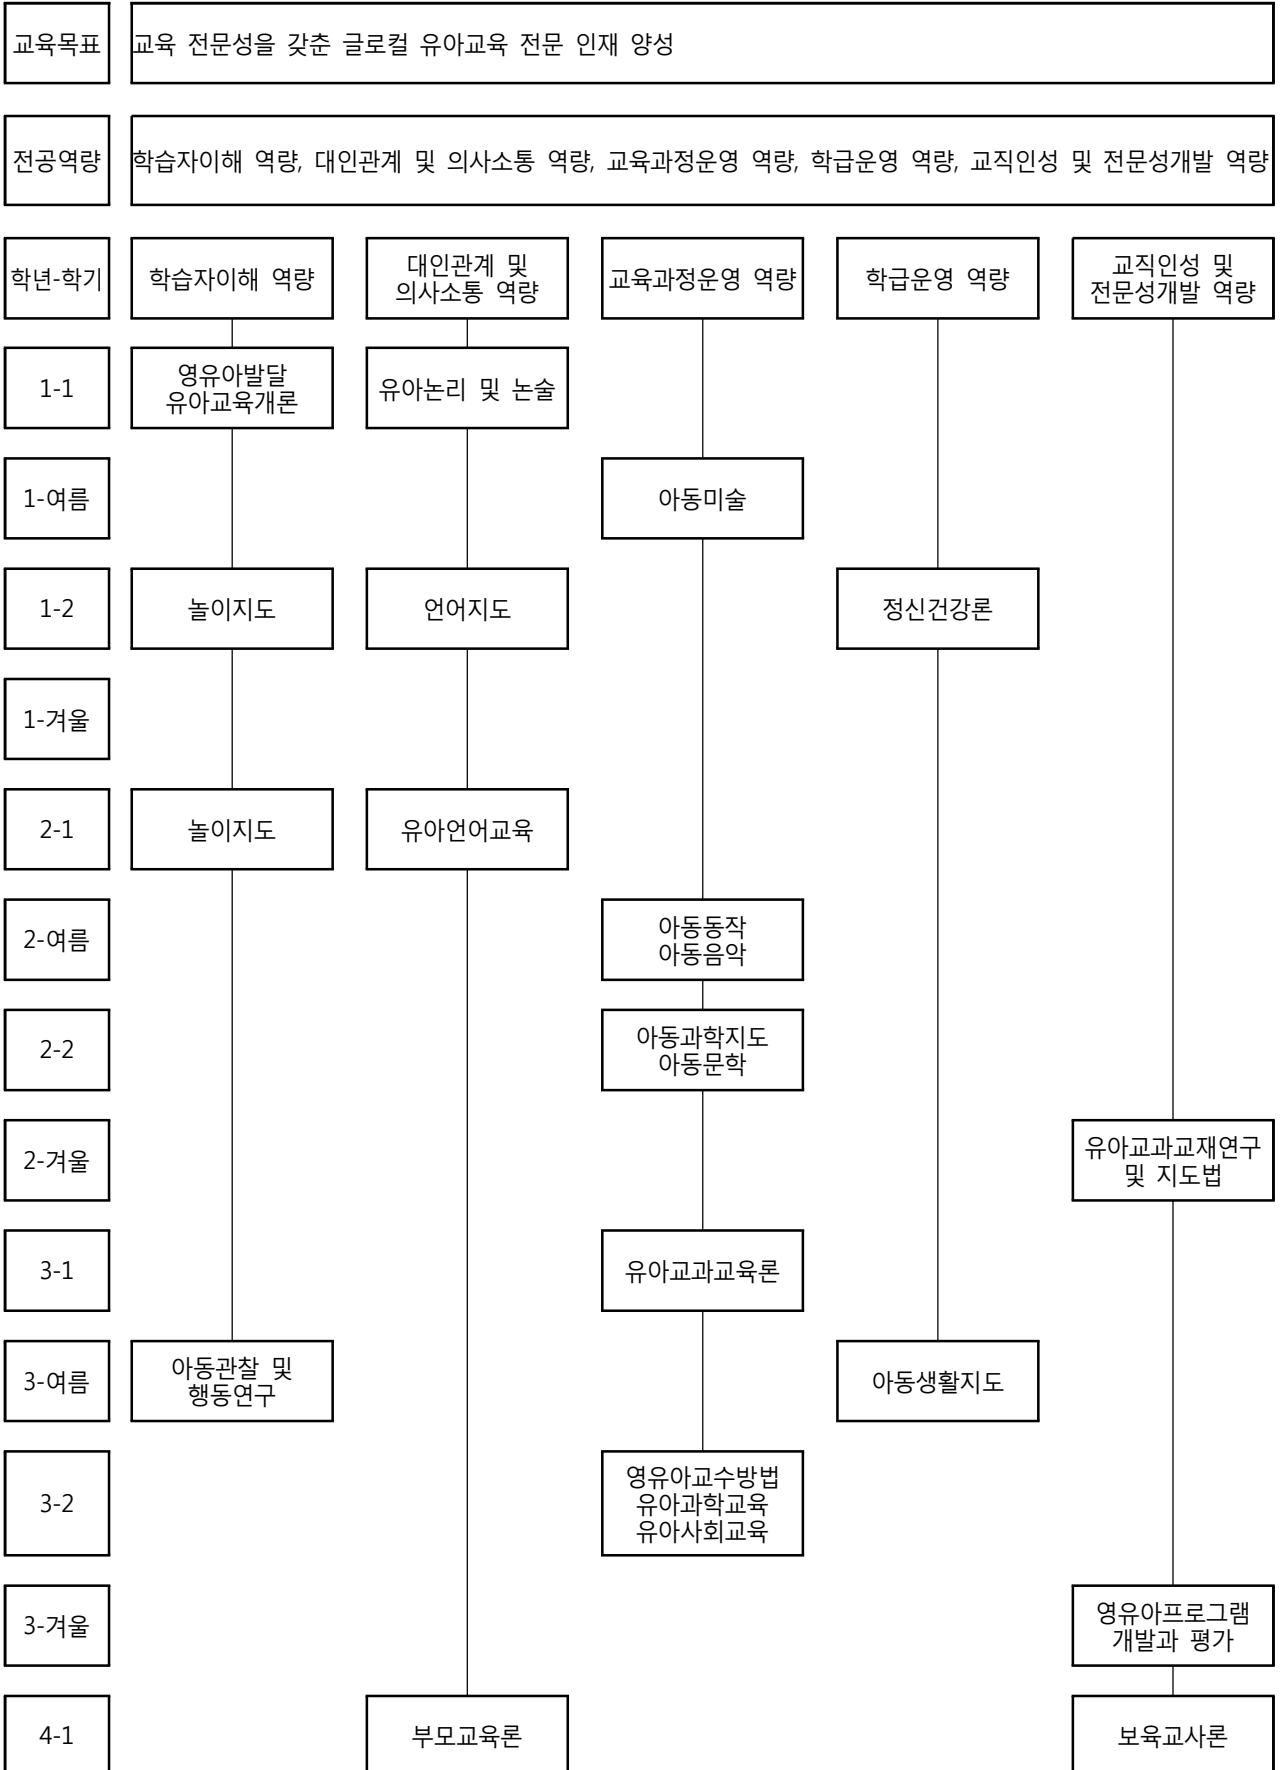 교육목표
교육 전문성을 갖춘 글로컬 유아교육 전문 인재 양성
전공역량
학습자이해 역량, 대인관계 및 의사소통 역량, 교육과정운영 역량, 학급운영 역량, 교직인성 및 전문성개발 역량
학년-학기
학습자이해 역량
대인관계 및
의사소통 역량
교육과정운영 역량
학급운영 역량
교직인성 및
전문성개발 역량
1-1
영유아발달
유아교육개론
유아논리 및 논술
1-여름
아동미술
1-2
놀이지도
언어지도
정신건강론
1-겨울
2-1
놀이지도
유아언어교육
2-여름
아동동작
아동음악
2-2
아동과학지도
아동문학
2-겨울
유아교과교재연구
및 지도법
3-1
유아교과교육론
3-여름
아동관찰 및
행동연구
아동생활지도
3-2
영유아교수방법
유아과학교육
유아사회교육
3-겨울
영유아프로그램
개발과 평가
4-1
부모교육론
보육교사론